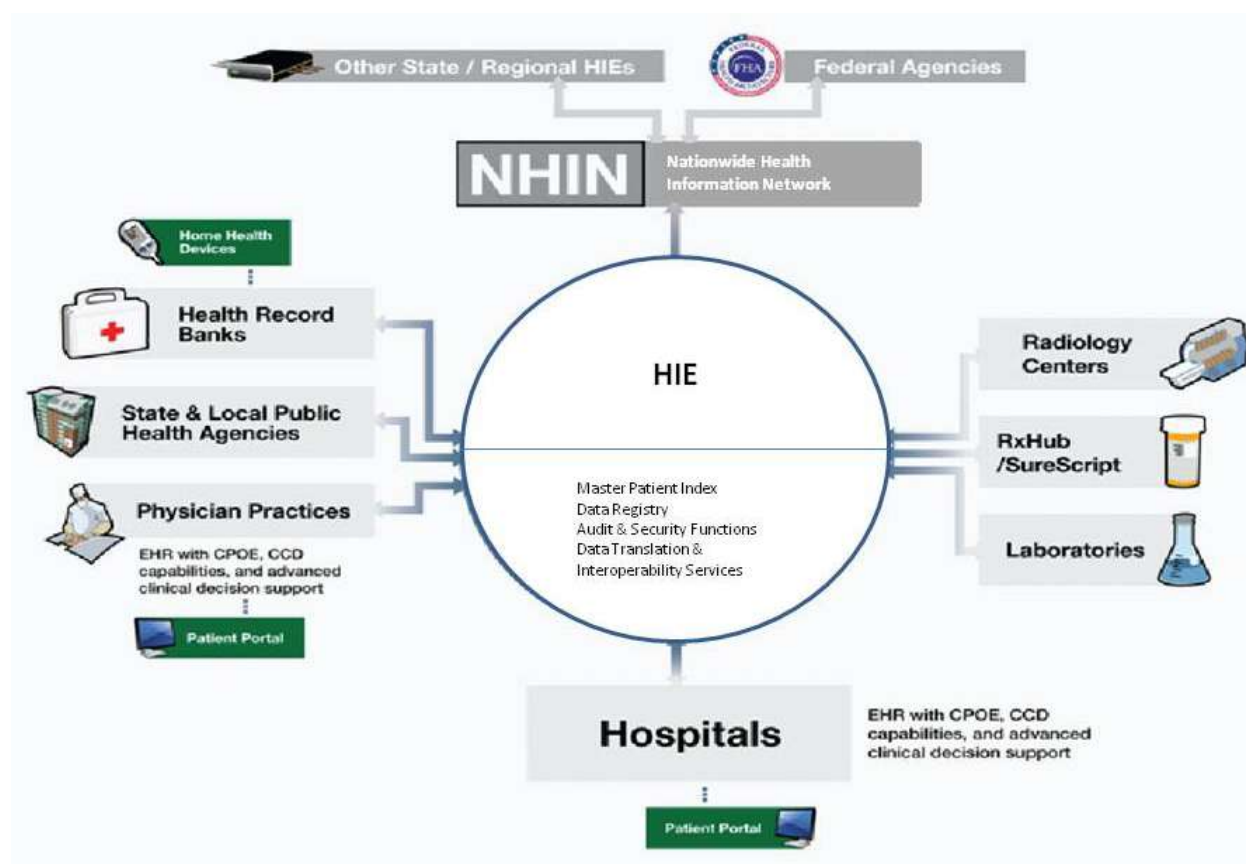 Other State / Regional HIEs
FHA
Federal Agencies
NHIN
Nationwide Health
Information Network
Home Health
Devices
Health Record
Banks
State & Local Public
Health Agencies
Physician Practices
EHR with CPOE, CCD
capabilities, and advanced
clinical decision support
Patient Portal
HIE
Master Patient Index
Data Registry
Audit & Security Functions
Data Translation &
Interoperability Services
Radiology
Centers
RxHub
/SureScript
Laboratories
Hospitals
EHR with CPOE, CCD
capabilities, and advanced
clinical decision support
Patient Portal